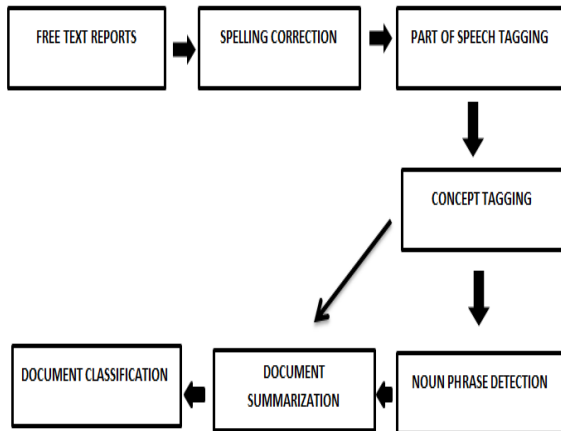 FREE TEXT REPORTS
SPELLING CORRECTION
PART OF SPEECH TAGGING
CONCEPT TAGGING
NOUN PHRASE DETECTION
DOCUMENT
SUMMARIZATION
DOCUMENT CLASSIFICATION